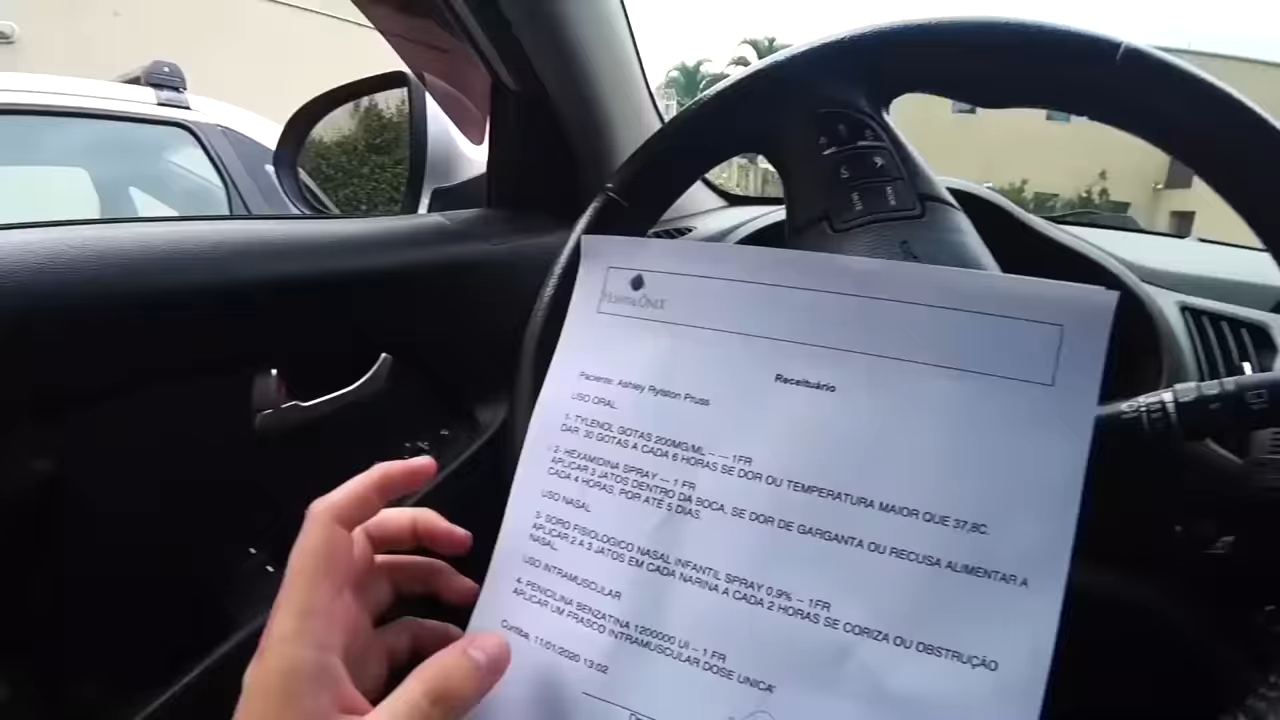 HOSPITAL ÔNIX
Receituário
Paciente: Ashley Rylston Pruss
USO ORAL
1- TYLENOL GOTAS 200MG/ML – — 1FR
DAR 30 GOTAS A CADA 6 HORAS SE DOR OU TEMPERATURA MAIOR QUE 37,8C.
2- HEXAMIDINA SPRAY — 1 FR
APLICAR 3 JATOS DENTRO DA BOCA, SE DOR DE GARGANTA OU RECUSA ALIMENTAR A
CADA 4 HORAS, POR ATÉ 5 DIAS.
USO NASAL
3- SORO FISIOLOGICO NASAL INFANTIL SPRAY 0,9% – 1FR
APLICAR 2 A 3 JATOS EM CADA NARINA A CADA 2 HORAS SE CORIZA OU OBSTRUÇÃO
NASAL
USO INTRAMUSCULAR
4- PENICILINA BENZATINA 1200000 UI – 1 FR
APLICAR UM FRASCO INTRAMUSCULAR DOSE UNICA
Curitiba, 11/01/2020 13:02
MUTE
MODE